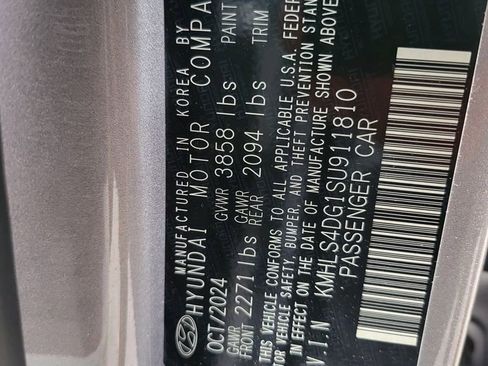 MANUFACTURED IN KOREA BY
HYUNDAI MOTOR COMPA
OCT/2024 GVWR 3858 lbs PAINT
GAWR FRONT 2271 lbs GAWR REAR 2094 lbs TRIM
THIS VEHICLE CONFORMS TO ALL APPLICABLE U.S.A. FEDER
MOTOR VEHICLE SAFETY, BUMPER, AND THEFT PREVENTION STAN
IN EFFECT ON THE DATE OF MANUFACTURE SHOWN ABOVE
V.I.N KMHLS4DG1SU911810
PASSENGER CAR